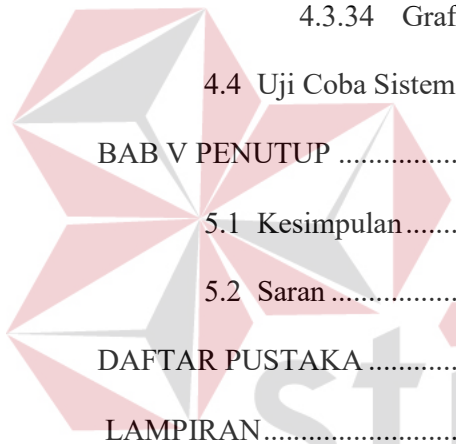 4.3.34 Graf
4.4 Uji Coba Sistem
BAB V PENUTUP ................
5.1 Kesimpulan.......
5.2 Saran ...............
DAFTAR PUSTAKA .............
sti
LAMPIRAN..........................